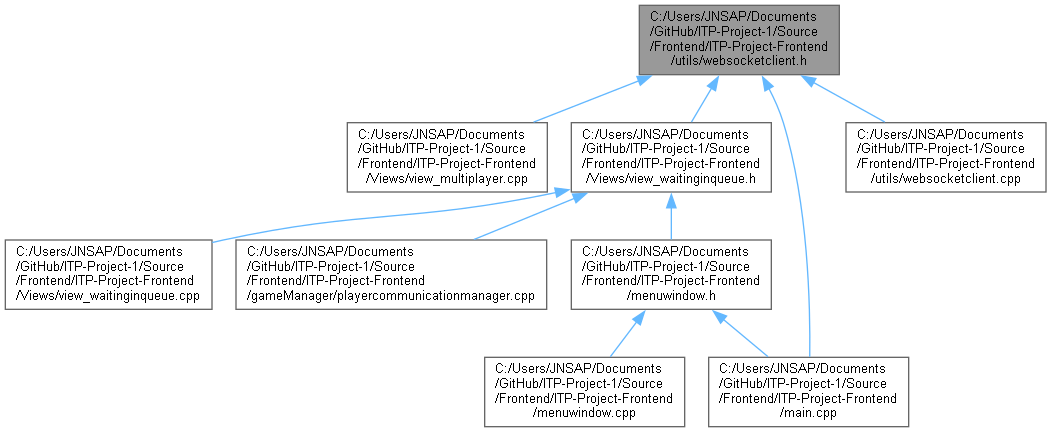 C:/Users/JNSAP/Documents
/GitHub/ITP-Project-1/Source
/Frontend/ITP-Project-Frontend
/utils/websocketclient.h
C:/Users/JNSAP/Documents
/GitHub/ITP-Project-1/Source
/Frontend/ITP-Project-Frontend
/Views/view_multiplayer.cpp
C:/Users/JNSAP/Documents
/GitHub/ITP-Project-1/Source
/Frontend/ITP-Project-Frontend
/Views/view_waitinginqueue.h
C:/Users/JNSAP/Documents
/GitHub/ITP-Project-1/Source
/Frontend/ITP-Project-Frontend
/utils/websocketclient.cpp
C:/Users/JNSAP/Documents
/GitHub/ITP-Project-1/Source
/Frontend/ITP-Project-Frontend
/Views/view_waitinginqueue.cpp
C:/Users/JNSAP/Documents
/GitHub/ITP-Project-1/Source
/Frontend/ITP-Project-Frontend
/gameManager/playercommunicationmanager.cpp
C:/Users/JNSAP/Documents
/GitHub/ITP-Project-1/Source
/Frontend/ITP-Project-Frontend
/menuwindow.h
C:/Users/JNSAP/Documents
/GitHub/ITP-Project-1/Source
/Frontend/ITP-Project-Frontend
/menuwindow.cpp
C:/Users/JNSAP/Documents
/GitHub/ITP-Project-1/Source
/Frontend/ITP-Project-Frontend
/main.cpp